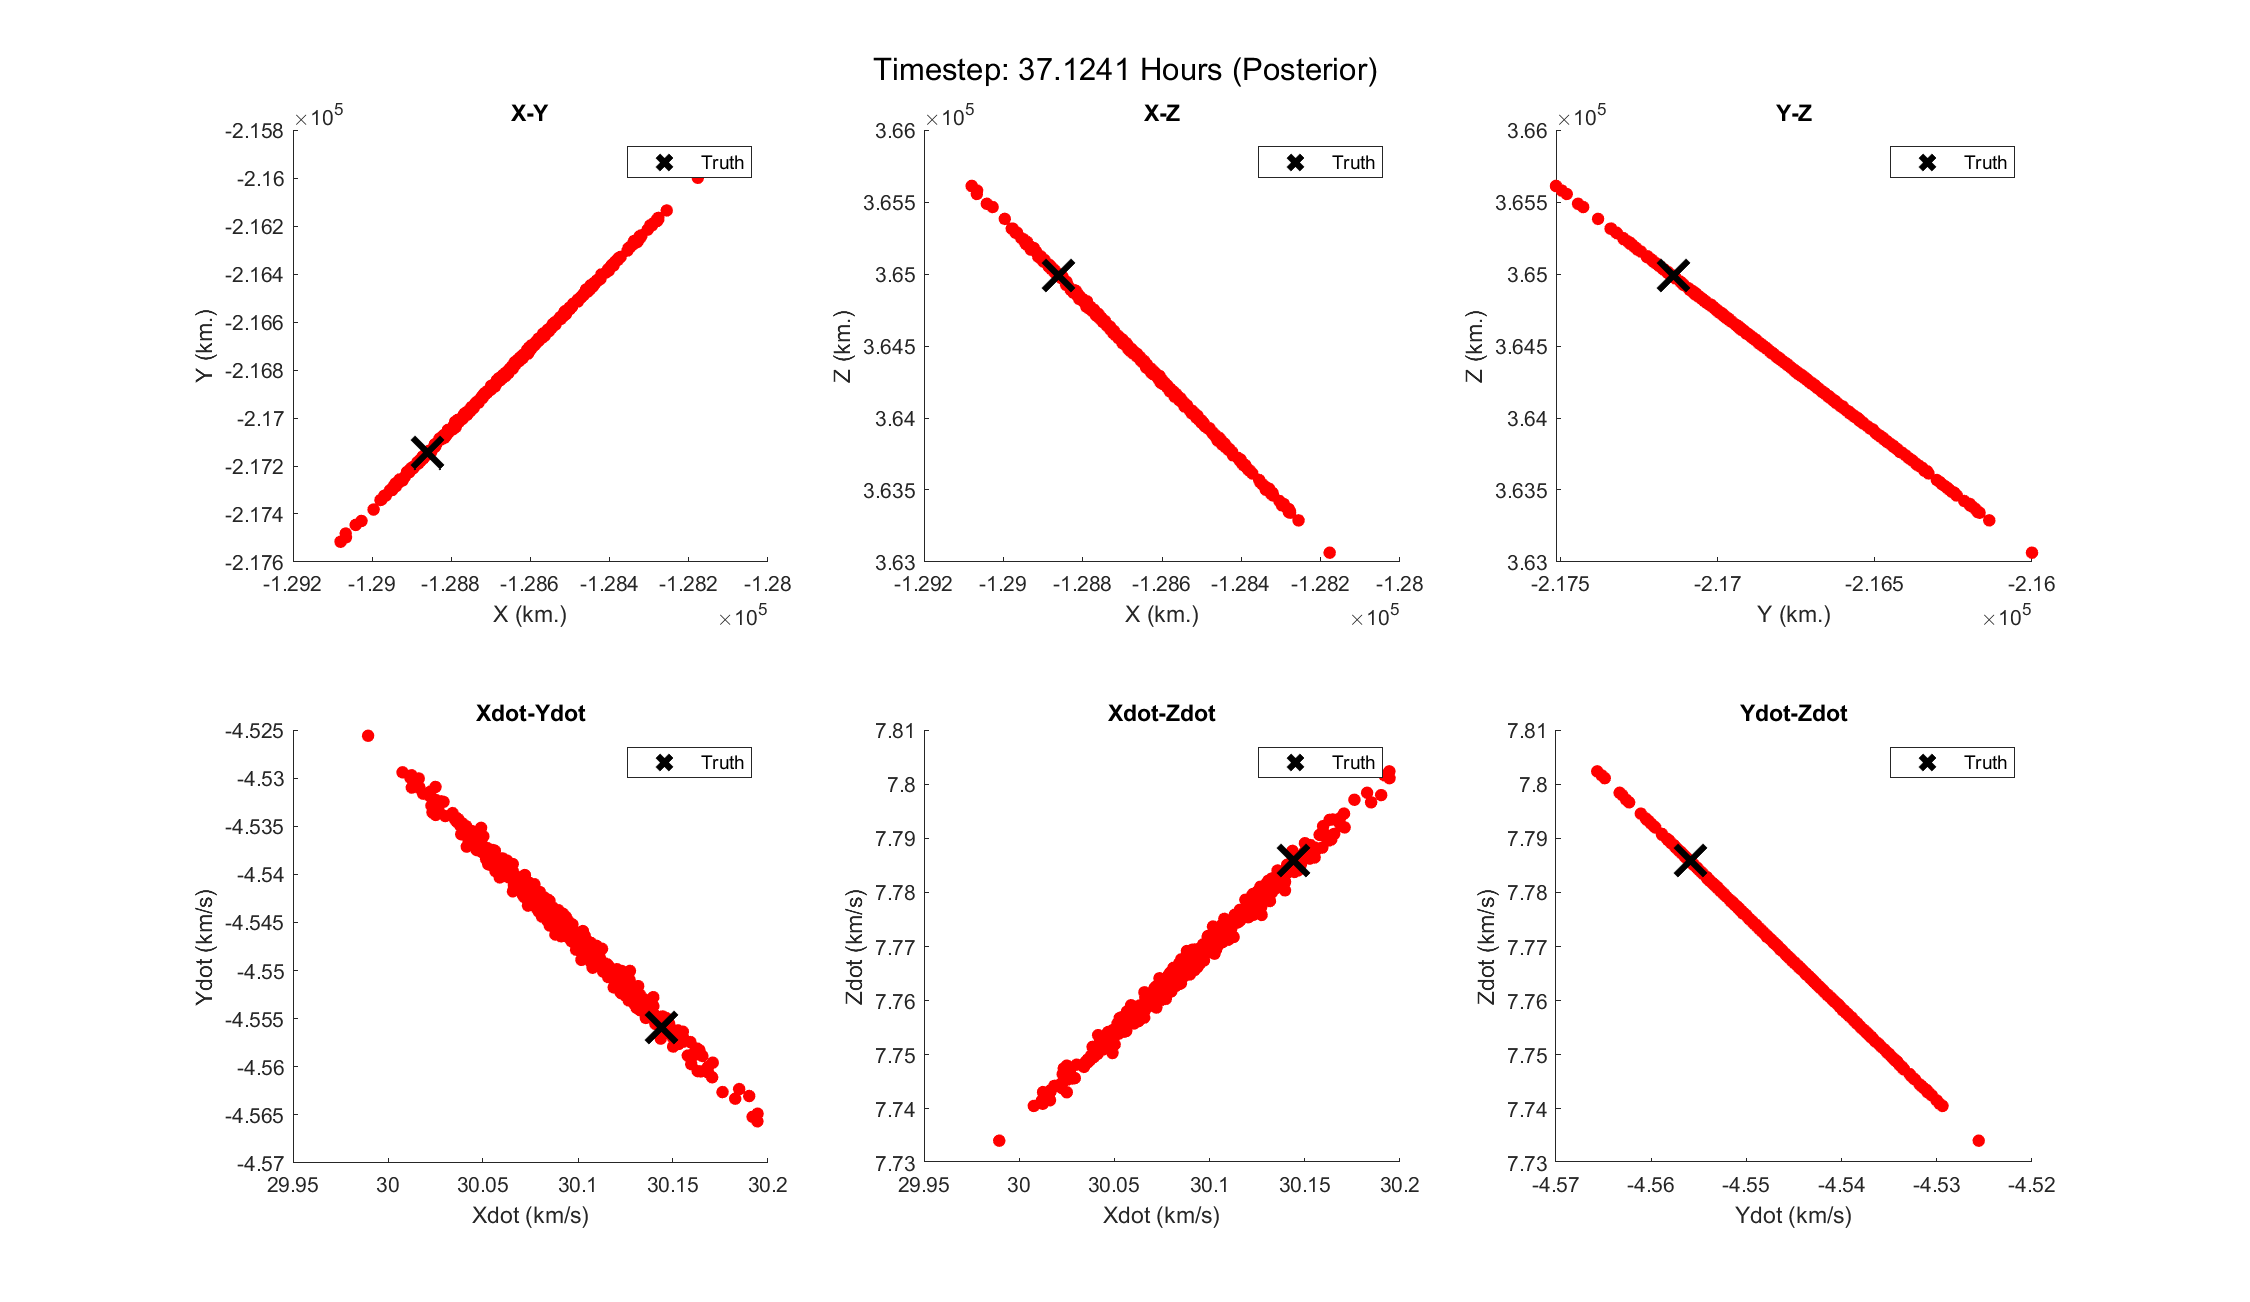 Timestep: 37.1241 Hours (Posterior)
X-Y
×10^5
-2.158
-2.16
-2.162
-2.164
-2.166
-2.168
-2.17
-2.172
-2.174
-2.176
Y (km.)
Truth
-1.292 -1.29 -1.288 -1.286 -1.284 -1.282 -1.28
X (km.)
×10^5
X-Z
×10^5
3.66
3.655
3.65
3.645
3.64
3.635
3.63
Z (km.)
Truth
-1.292 -1.29 -1.288 -1.286 -1.284 -1.282 -1.28
X (km.)
×10^5
Y-Z
×10^5
3.66
3.655
3.65
3.645
3.64
3.635
3.63
Z (km.)
Truth
-2.175 -2.17 -2.165 -2.16
Y (km.)
×10^5
Xdot-Ydot
-4.525
-4.53
-4.535
-4.54
-4.545
-4.55
-4.555
-4.56
-4.565
-4.57
Ydot (km/s)
Truth
29.95 30 30.05 30.1 30.15 30.2
Xdot (km/s)
Xdot-Zdot
7.81
7.8
7.79
7.78
7.77
7.76
7.75
7.74
7.73
Zdot (km/s)
Truth
29.95 30 30.05 30.1 30.15 30.2
Xdot (km/s)
Ydot-Zdot
7.81
7.8
7.79
7.78
7.77
7.76
7.75
7.74
7.73
Zdot (km/s)
Truth
-4.57 -4.56 -4.55 -4.54 -4.53 -4.52
Ydot (km/s)